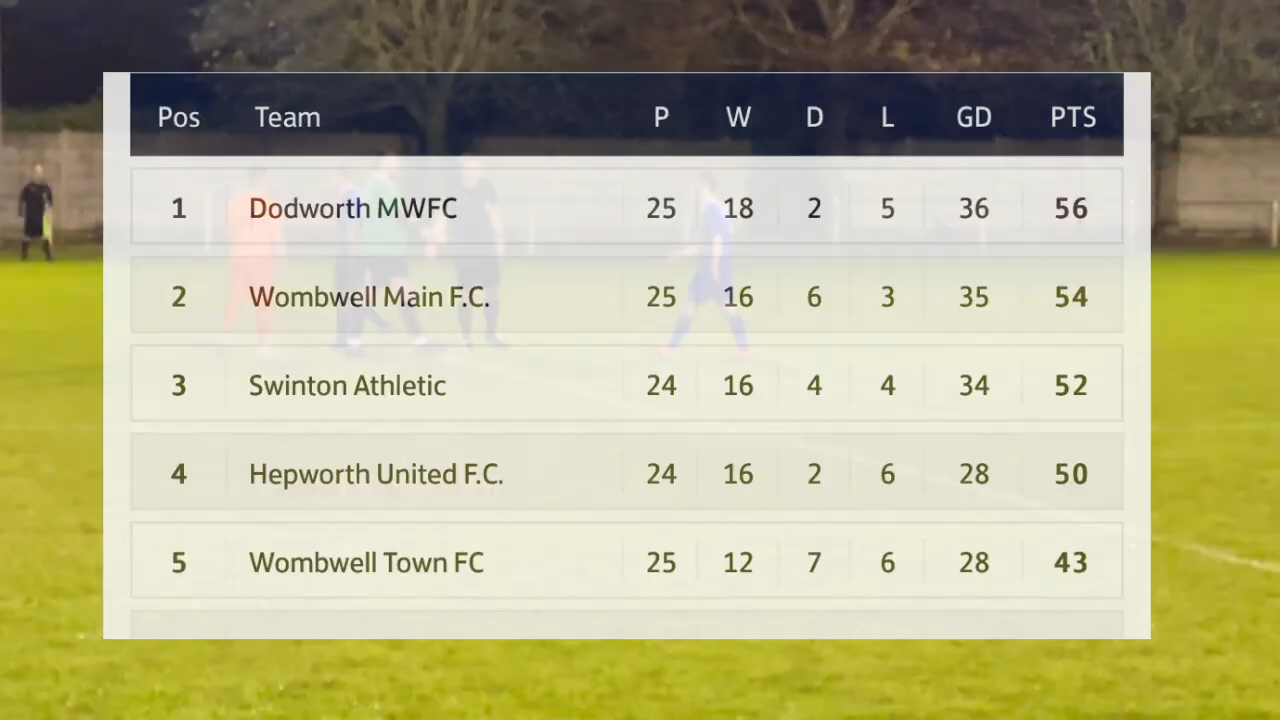 Pos Team P W D L GD PTS
1 Dodworth MWFC 25 18 2 5 36 56
2 Wombwell Main F.C. 25 16 6 3 35 54
3 Swinton Athletic 24 16 4 4 34 52
4 Hepworth United F.C. 24 16 2 6 28 50
5 Wombwell Town FC 25 12 7 6 28 43